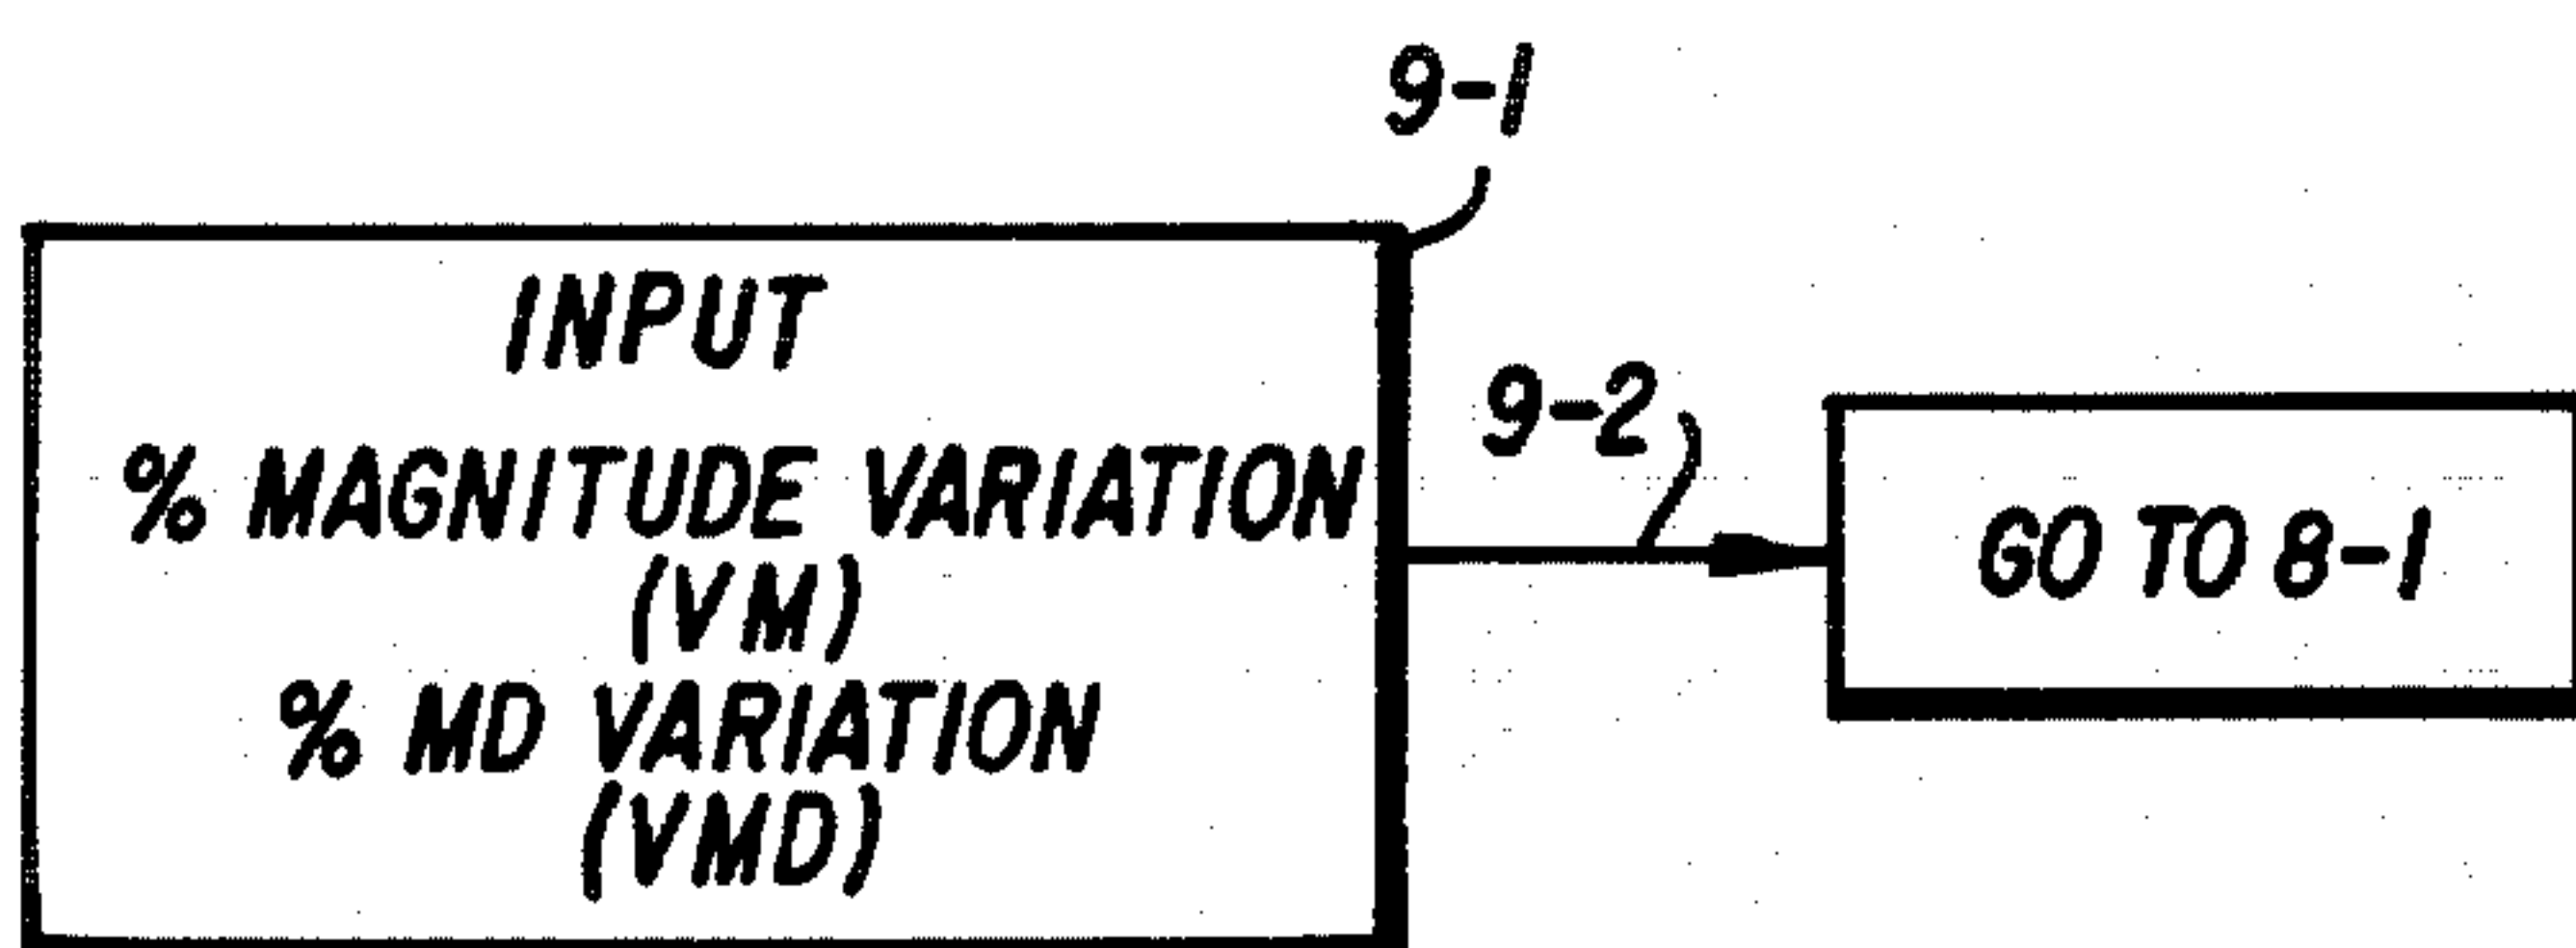 9-1
INPUT
% MAGNITUDE VARIATION
(VM)
% MD VARIATION
(VMD)
9-2
GO TO 8-1